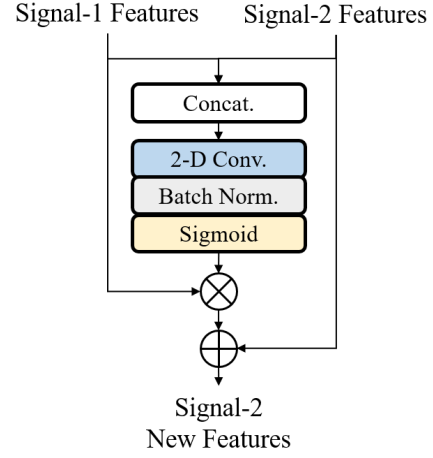 Signal-1 Features
Signal-2 Features
Concat.
2-D Conv.
Batch Norm.
Sigmoid
Signal-2
New Features